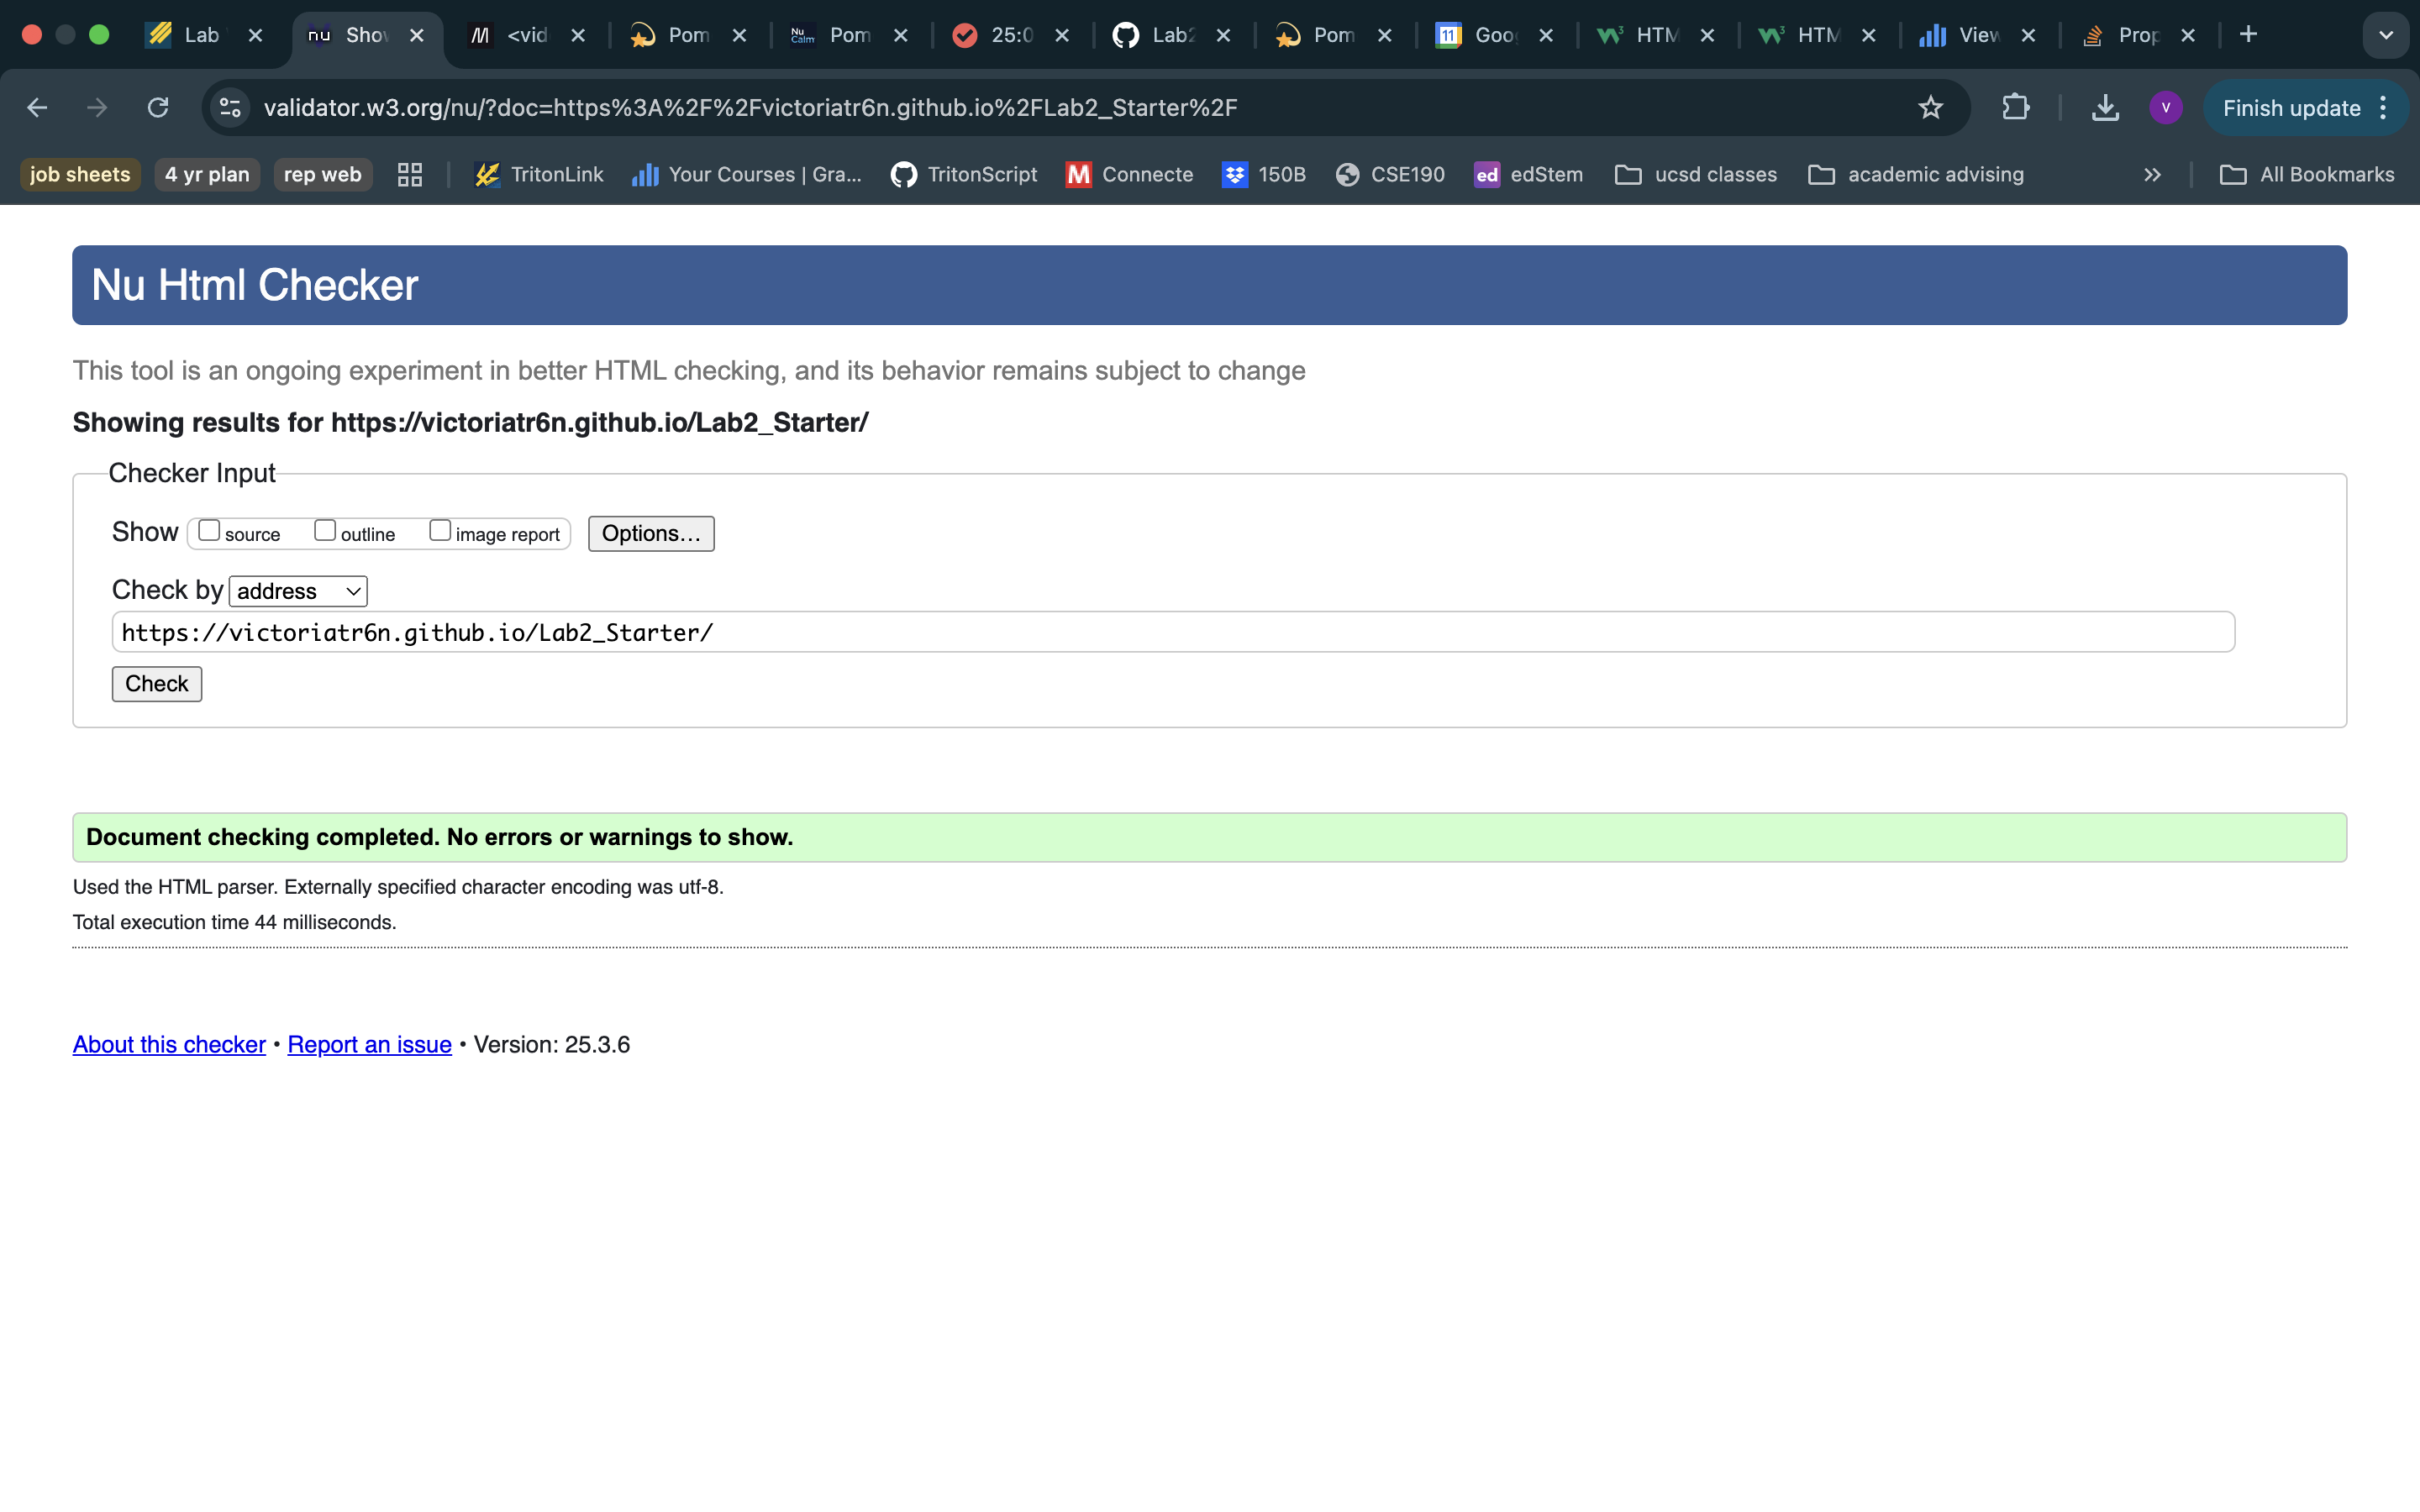 Lab
nu Show
<vid
Pom
Nu Calm Pom
25:0
Lab2
Pom
11 Goo
HTM
HTM
View
Prop
validator.w3.org/nu/?doc=https%3A%2F%2Fvictoriatr6n.github.io%2FLab2_Starter%2F
V
Finish update
job sheets
4 yr plan
rep web
TritonLink
Your Courses | Gra...
TritonScript
M Connecte
150B
CSE190
ed edStem
ucsd classes
academic advising
All Bookmarks
Nu Html Checker
This tool is an ongoing experiment in better HTML checking, and its behavior remains subject to change
Showing results for https://victoriatr6n.github.io/Lab2_Starter/
Checker Input
Show source outline image report Options...
Check by address
https://victoriatr6n.github.io/Lab2_Starter/
Check
Document checking completed. No errors or warnings to show.
Used the HTML parser. Externally specified character encoding was utf-8.
Total execution time 44 milliseconds.
About this checker • Report an issue • Version: 25.3.6